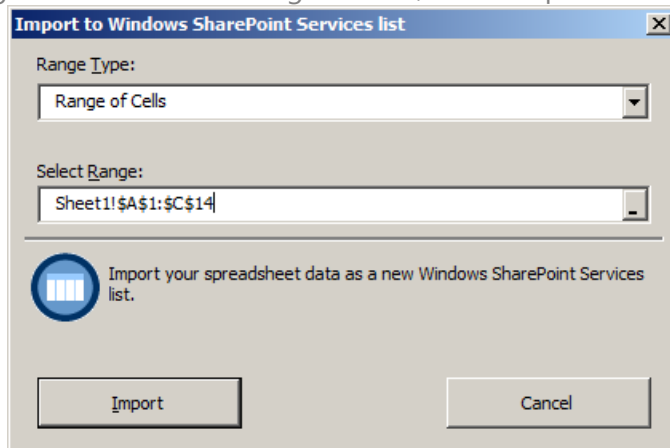 Import to Windows SharePoint Services list
Range Type:
Range of Cells
Select Range:
Sheet1!$A$1:$C$14
Import your spreadsheet data as a new Windows SharePoint Services
list.
Import
Cancel